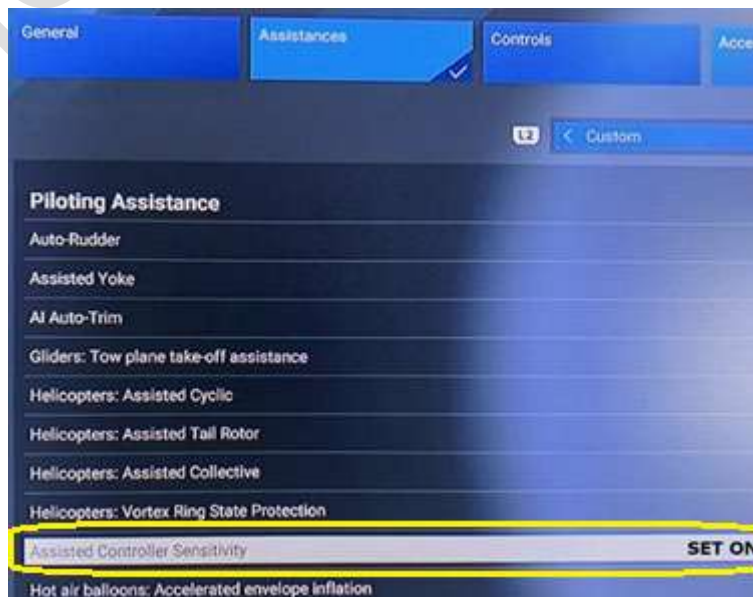 General
Assistances
Controls
L2
< Custom
Piloting Assistance
Auto-Rudder
Assisted Yoke
AI Auto-Trim
Gliders: Tow plane take-off assistance
Helicopters: Assisted Cyclic
Helicopters: Assisted Tail Rotor
Helicopters: Assisted Collective
Helicopters: Vortex Ring State Protection
Assisted Controller Sensitivity SET ON
Hot air balloons: Accelerated envelope inflation